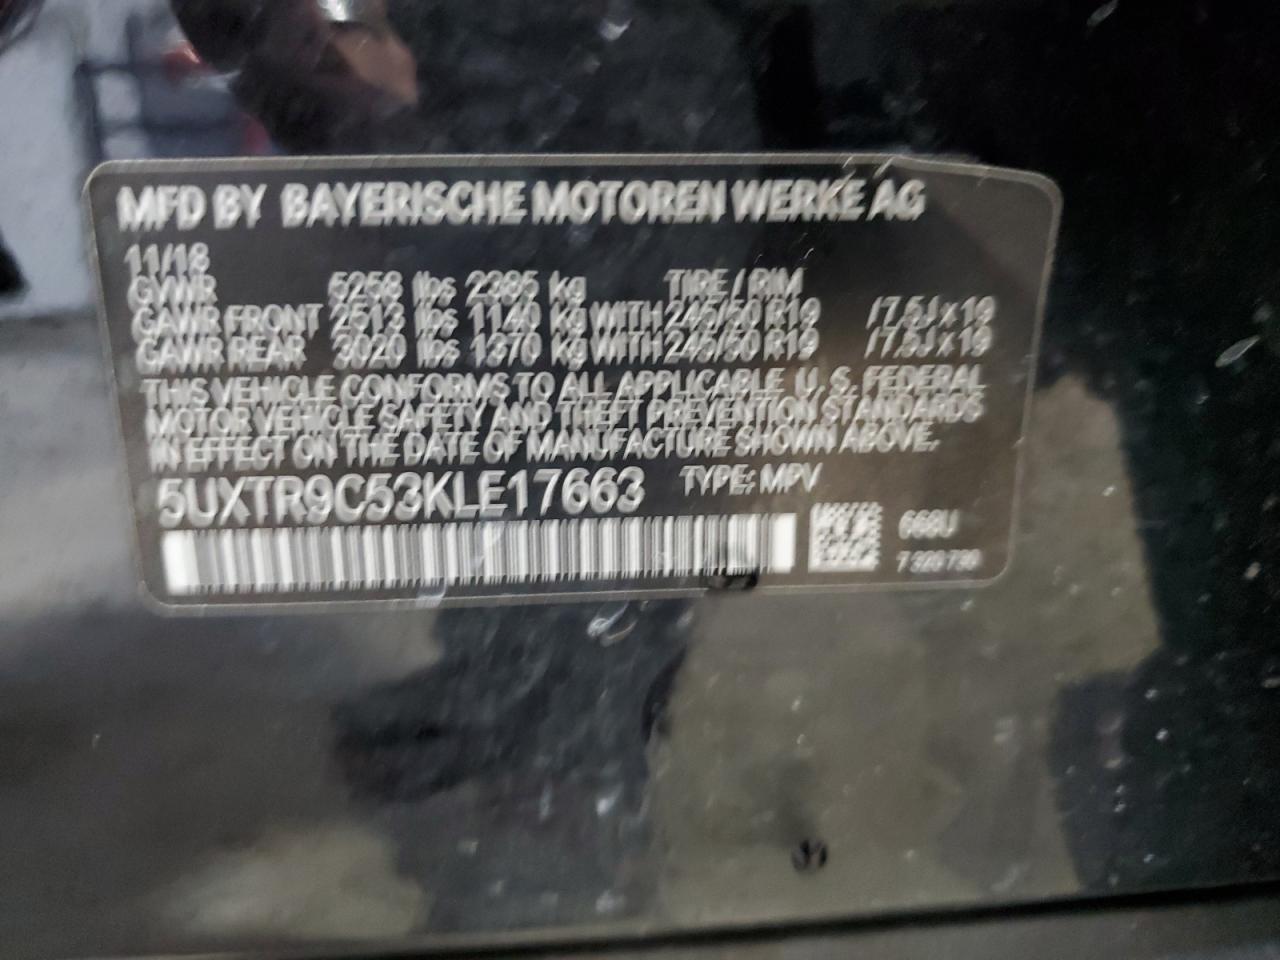 MFD BY BAYERISCHE MOTOREN WERKE AG
11/18
GVWR 5258 lbs 2385 kg TIRE / RIM
GAWR FRONT 2513 lbs 1140 kg WITH 245/50 R19 /7.5J x 19
GAWR REAR 3020 lbs 1370 kg WITH 245/50 R19 /7.5J x 19
THIS VEHICLE CONFORMS TO ALL APPLICABLE U. S. FEDERAL
MOTOR VEHICLE SAFETY AND THEFT PREVENTION STANDARDS
IN EFFECT ON THE DATE OF MANUFACTURE SHOWN ABOVE.
5UXTR9C53KLE17663 TYPE: MPV
668U